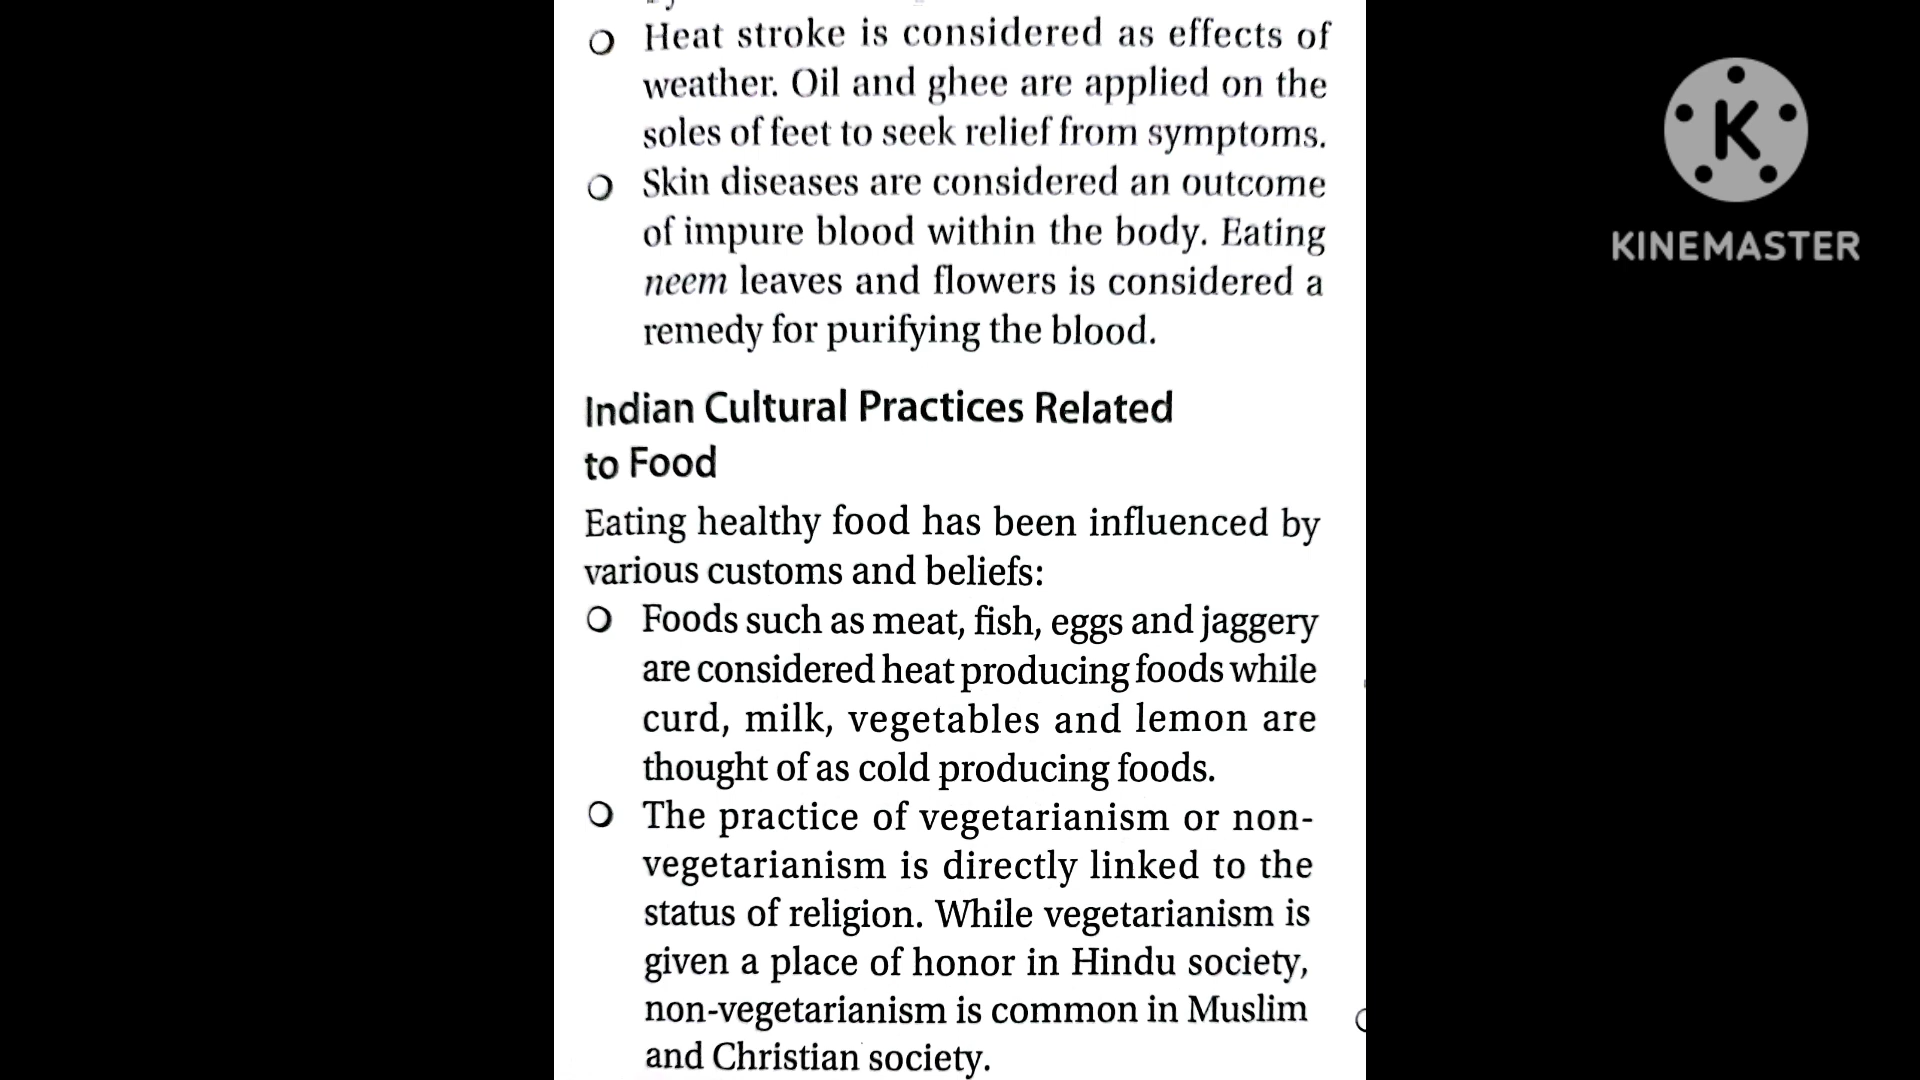 Heat stroke is considered as effects of
weather. Oil and ghee are applied on the
soles of feet to seek relief from symptoms.
Skin diseases are considered an outcome
of impure blood within the body. Eating
neem leaves and flowers is considered a
remedy for purifying the blood.
Indian Cultural Practices Related
to Food
Eating healthy food has been influenced by
various customs and beliefs:
Foods such as meat, fish, eggs and jaggery
are considered heat producing foods while
curd, milk, vegetables and lemon are
thought of as cold producing foods.
The practice of vegetarianism or non-
vegetarianism is directly linked to the
status of religion. While vegetarianism is
given a place of honor in Hindu society,
non-vegetarianism is common in Muslim
and Christian society.
K
KINEMASTER